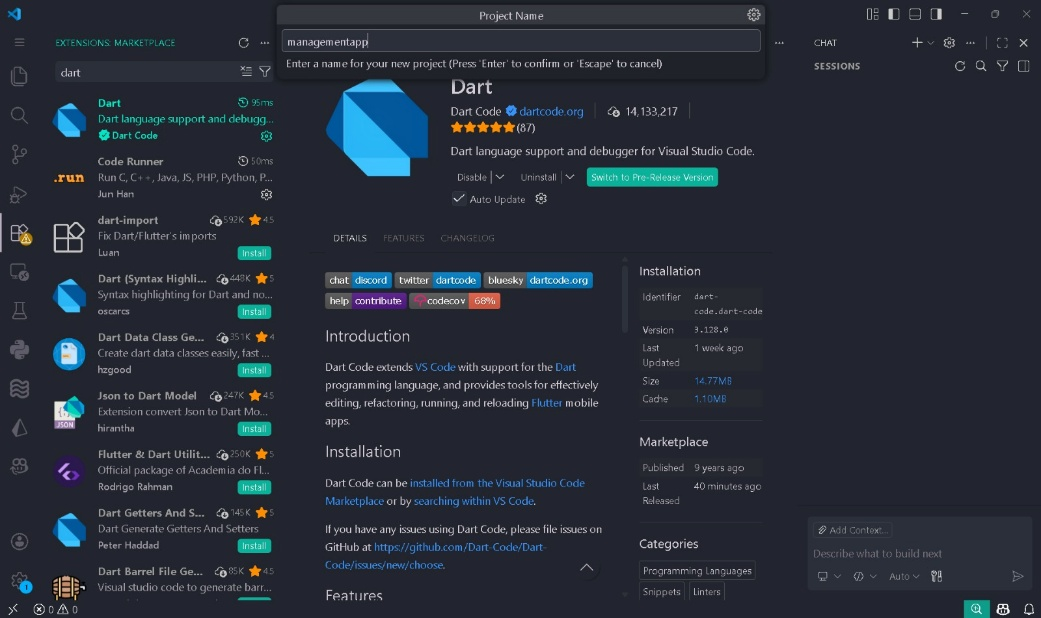 Project Name
managementapp
Enter a name for your new project (Press 'Enter' to confirm or 'Escape' to cancel)
EXTENSIONS: MARKETPLACE
dart
Dart 95ms
Dart language support and debugg...
Dart Code
Code Runner 50ms
Run C, C++, Java, JS, PHP, Python, P...
Jun Han
dart-import 592K 4.5
Fix Dart/Flutter's imports
Luan Install
Dart (Syntax Highli... 448K 5
Syntax highlighting for Dart and no...
oscarcs Install
Dart Data Class Ge... 351K 4
Create dart data classes easily, fast ...
hzgood Install
Json to Dart Model 247K 4.5
Extension convert Json to Dart Mo...
hirantha Install
Flutter & Dart Utilit... 250K 5
Official package of Academia do Fl...
Rodrigo Rahman Install
Dart Getters And S... 145K 5
Dart Generate Getters And Setters
Peter Haddad Install
Dart Barrel File Ge... 85K 4.5
Visual studio code to generate barr...
Dart
Dart Code dartcode.org 14,133,217
(87)
Dart language support and debugger for Visual Studio Code.
Disable Uninstall Switch to Pre-Release Version
Auto Update
DETAILS FEATURES CHANGELOG
chat discord twitter dartcode bluesky dartcode.org
help contribute codecov 68%
Introduction
Dart Code extends VS Code with support for the Dart
programming language, and provides tools for effectively
editing, refactoring, running, and reloading Flutter mobile
apps.
Installation
Dart Code can be installed from the Visual Studio Code
Marketplace or by searching within VS Code.
If you have any issues using Dart Code, please file issues on
GitHub at https://github.com/Dart-Code/Dart-
Code/issues/new/choose.
Features
Installation
Identifier dart-
code.dart-code
Version 3.128.0
Last 1 week ago
Updated
Size 14.77MB
Cache 1.10MB
Marketplace
Published 9 years ago
Last 40 minutes ago
Released
Categories
Programming Languages
Snippets Linters
CHAT
SESSIONS
Add Context...
Describe what to build next
Auto
1
0 0